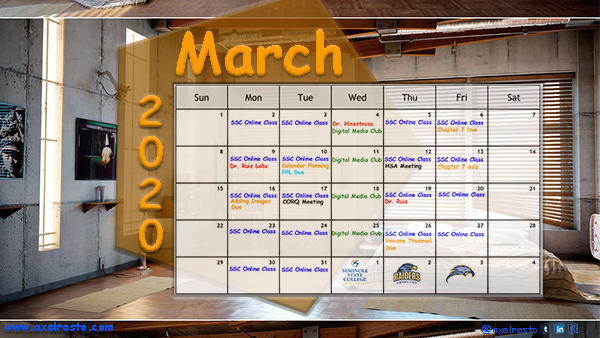 March
2020
Sun Mon Tue Wed Thu Fri Sat
1 2 3 4 5 6 7
SSC Online Class
SSC Online Class
Dr. Hinestrosa
Digital Media Club
SSC Online Class
SSC Online Class
Chapter 7 Due
8 9 10 11 12 13 14
SSC Online Class
Dr. Ruiz Labs
SSC Online Class
Calendar Planning
FPL Due
Digital Media Club
SSC Online Class
HSA Meeting
SSC Online Class
Chapter 7 quiz
15 16 17 18 19 20 21
SSC Online Class
Adding Images
Due
SSC Online Class
CORQ Meeting
Digital Media Club
SSC Online Class
Dr. Ruiz
SSC Online Class
22 23 24 25 26 27 28
SSC Online Class
SSC Online Class
Digital Media Club
SSC Online Class
Resume Thumbnail
Due
SSC Online Class
29 30 31 1 2 3 4
SSC Online Class
SSC Online Class
SEMINOLE
STATE
COLLEGE
RAIDERS
www.axelresto.com
@axelresto